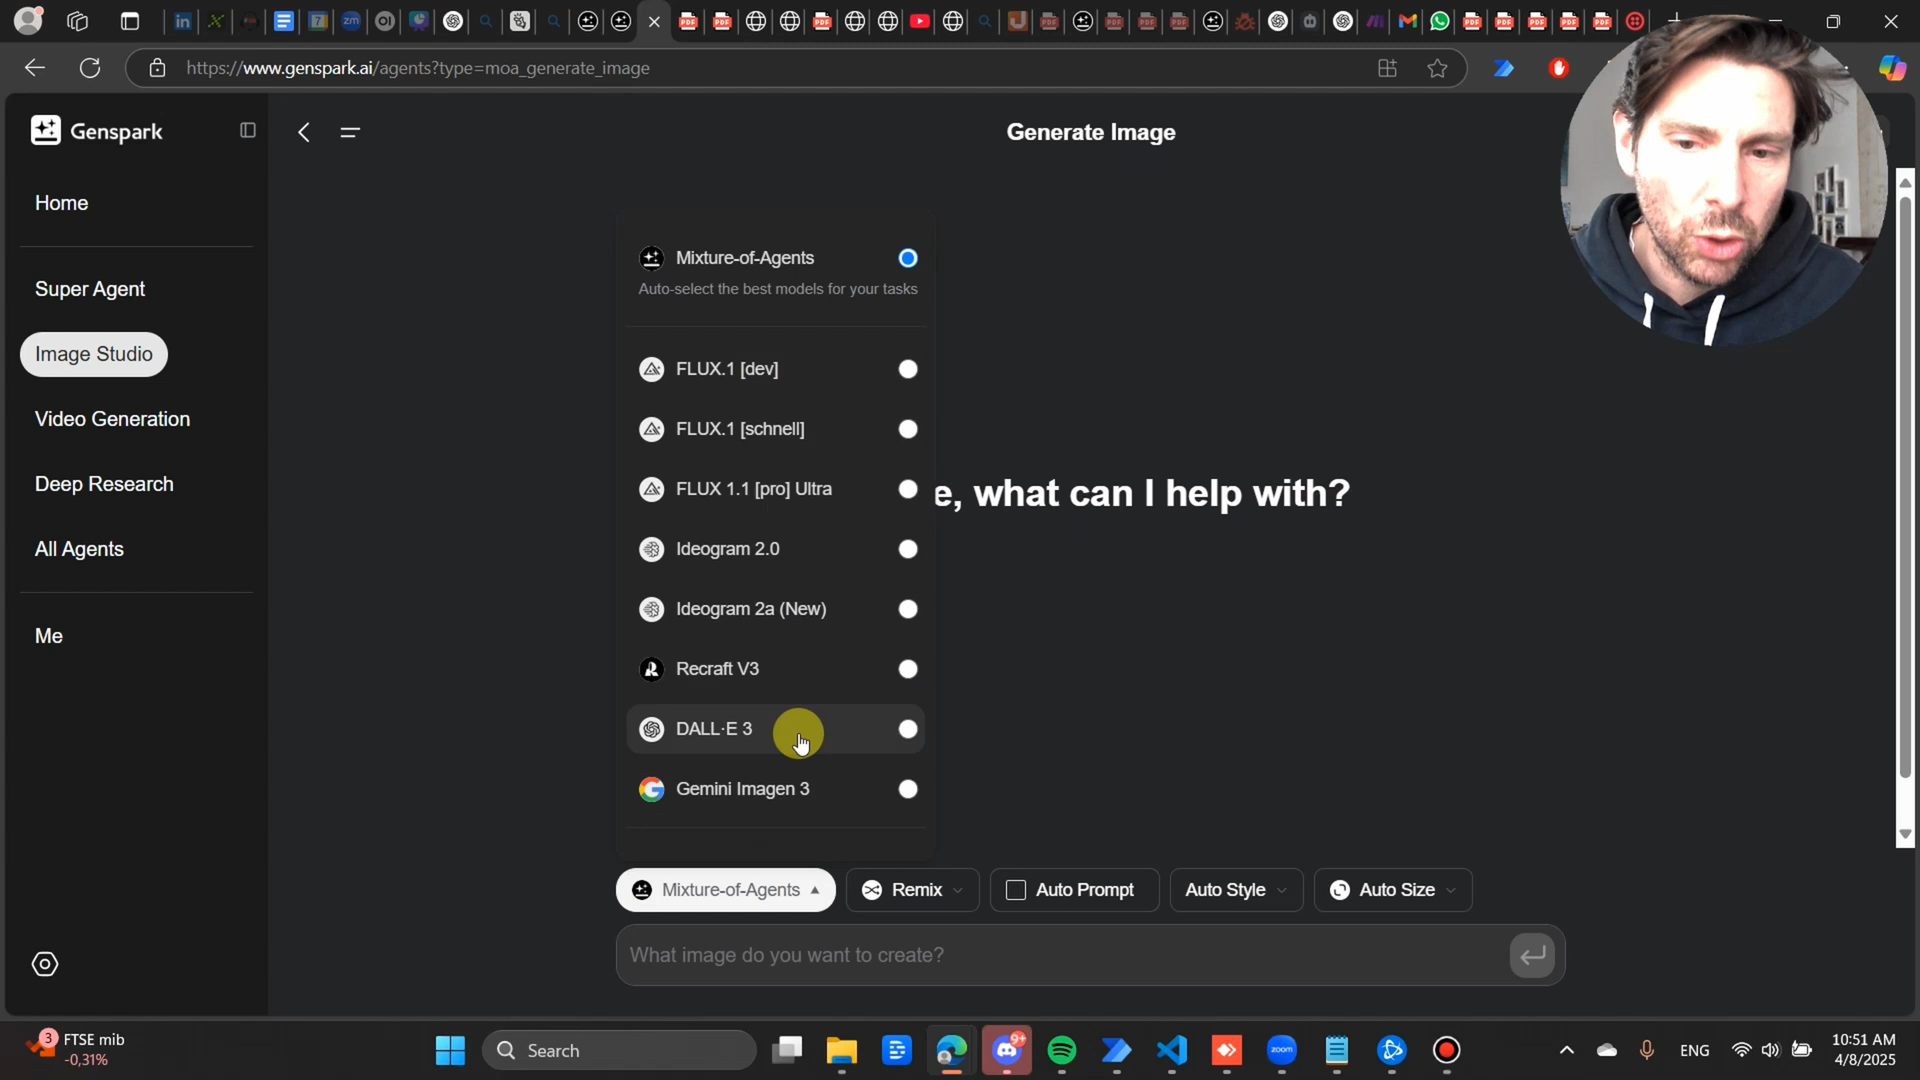 https://www.genspark.ai/agents?type=moa_generate_image
Genspark
Generate Image
Home
Super Agent
Image Studio
Video Generation
Deep Research
All Agents
Me
Mixture-of-Agents
Auto-select the best models for your tasks
FLUX.1 [dev]
FLUX.1 [schnell]
FLUX 1.1 [pro] Ultra
Ideogram 2.0
Ideogram 2a (New)
Recraft V3
DALL·E 3
Gemini Imagen 3
e, what can I help with?
Mixture-of-Agents
Remix
Auto Prompt
Auto Style
Auto Size
What image do you want to create?
3
FTSE mib
-0,31%
Search
9+
zoom
ENG
10:51 AM
4/8/2025